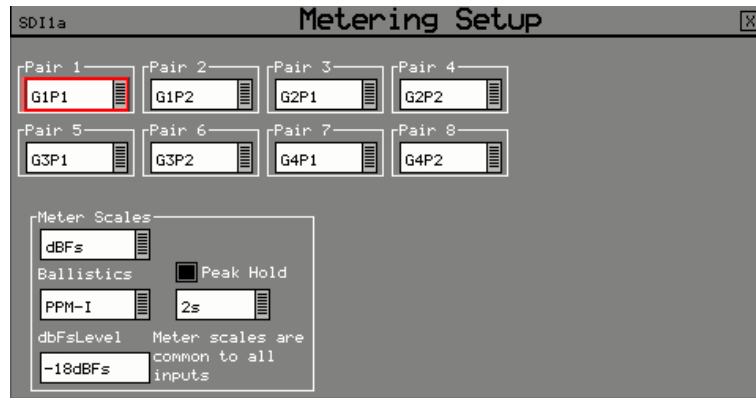 SDI1a
Metering Setup
X
Pair 1
Pair 2
Pair 3
Pair 4
G1P1
G1P2
G2P1
G2P2
Pair 5
Pair 6
Pair 7
Pair 8
G3P1
G3P2
G4P1
G4P2
Meter Scales
dBFs
Ballistics
Peak Hold
PPM-I
2s
dbFsLevel
-18dBFs
Meter scales are
common to all
inputs